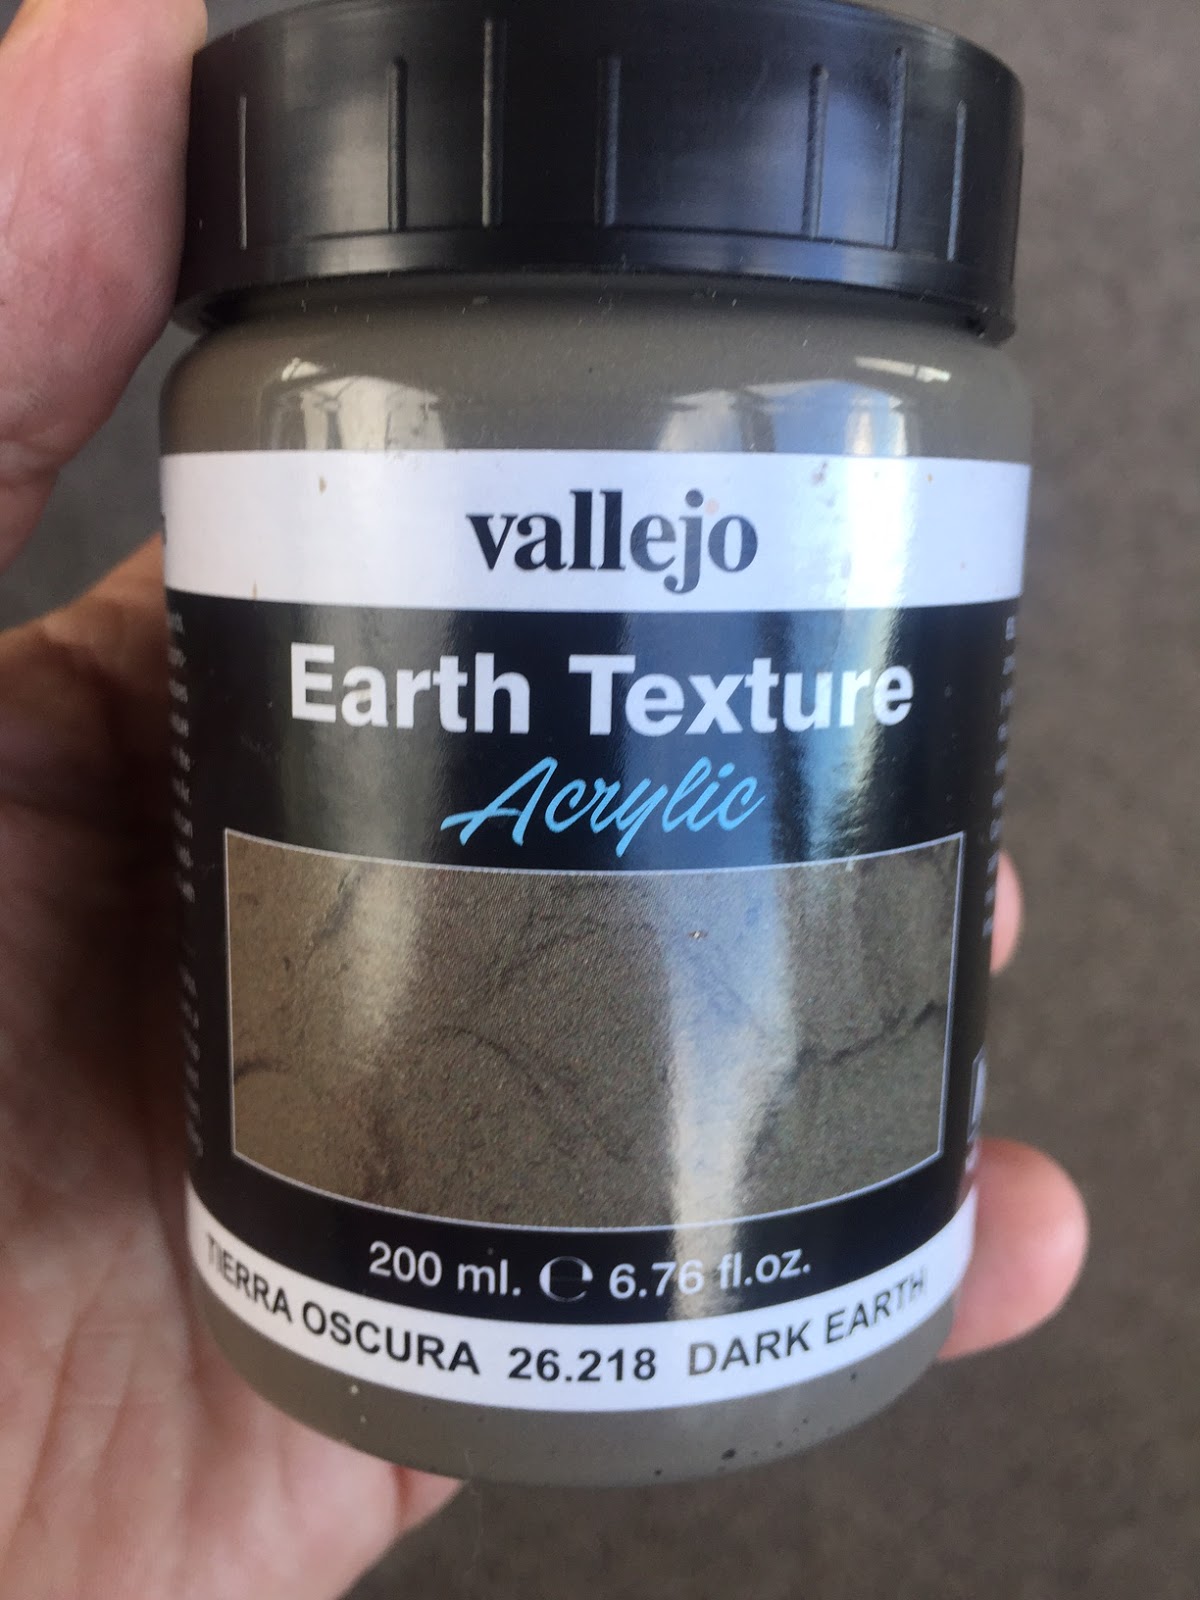 vallejo
Earth Texture
Acrylic
200 ml. ℮ 6.76 fl.oz.
TIERRA OSCURA 26.218 DARK EARTH